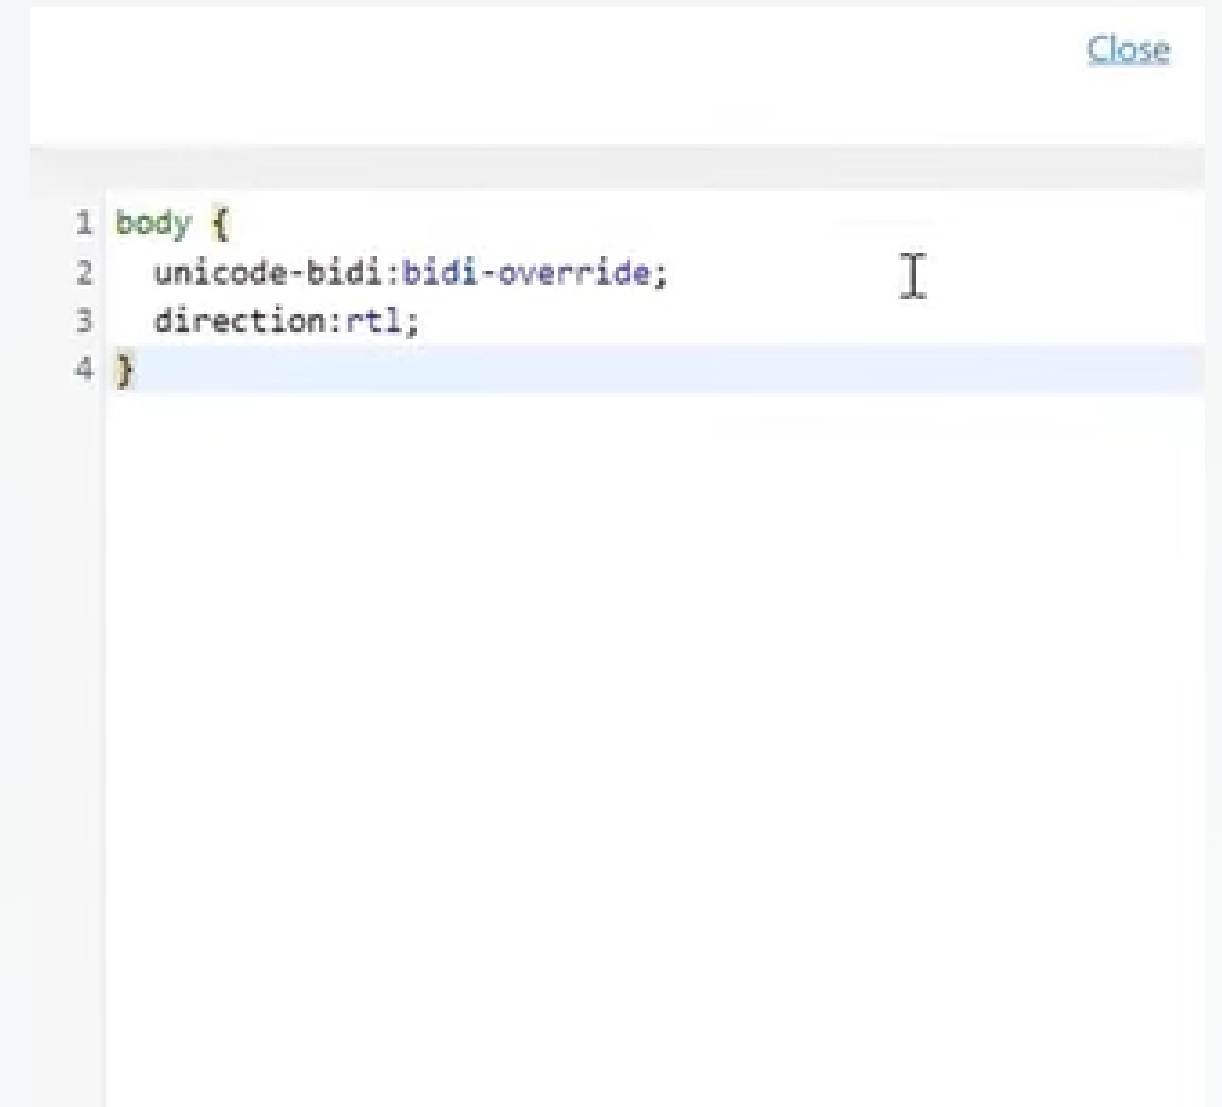 Close
1 body {
2   unicode-bidi:bidi-override;
3   direction:rtl;
4 }